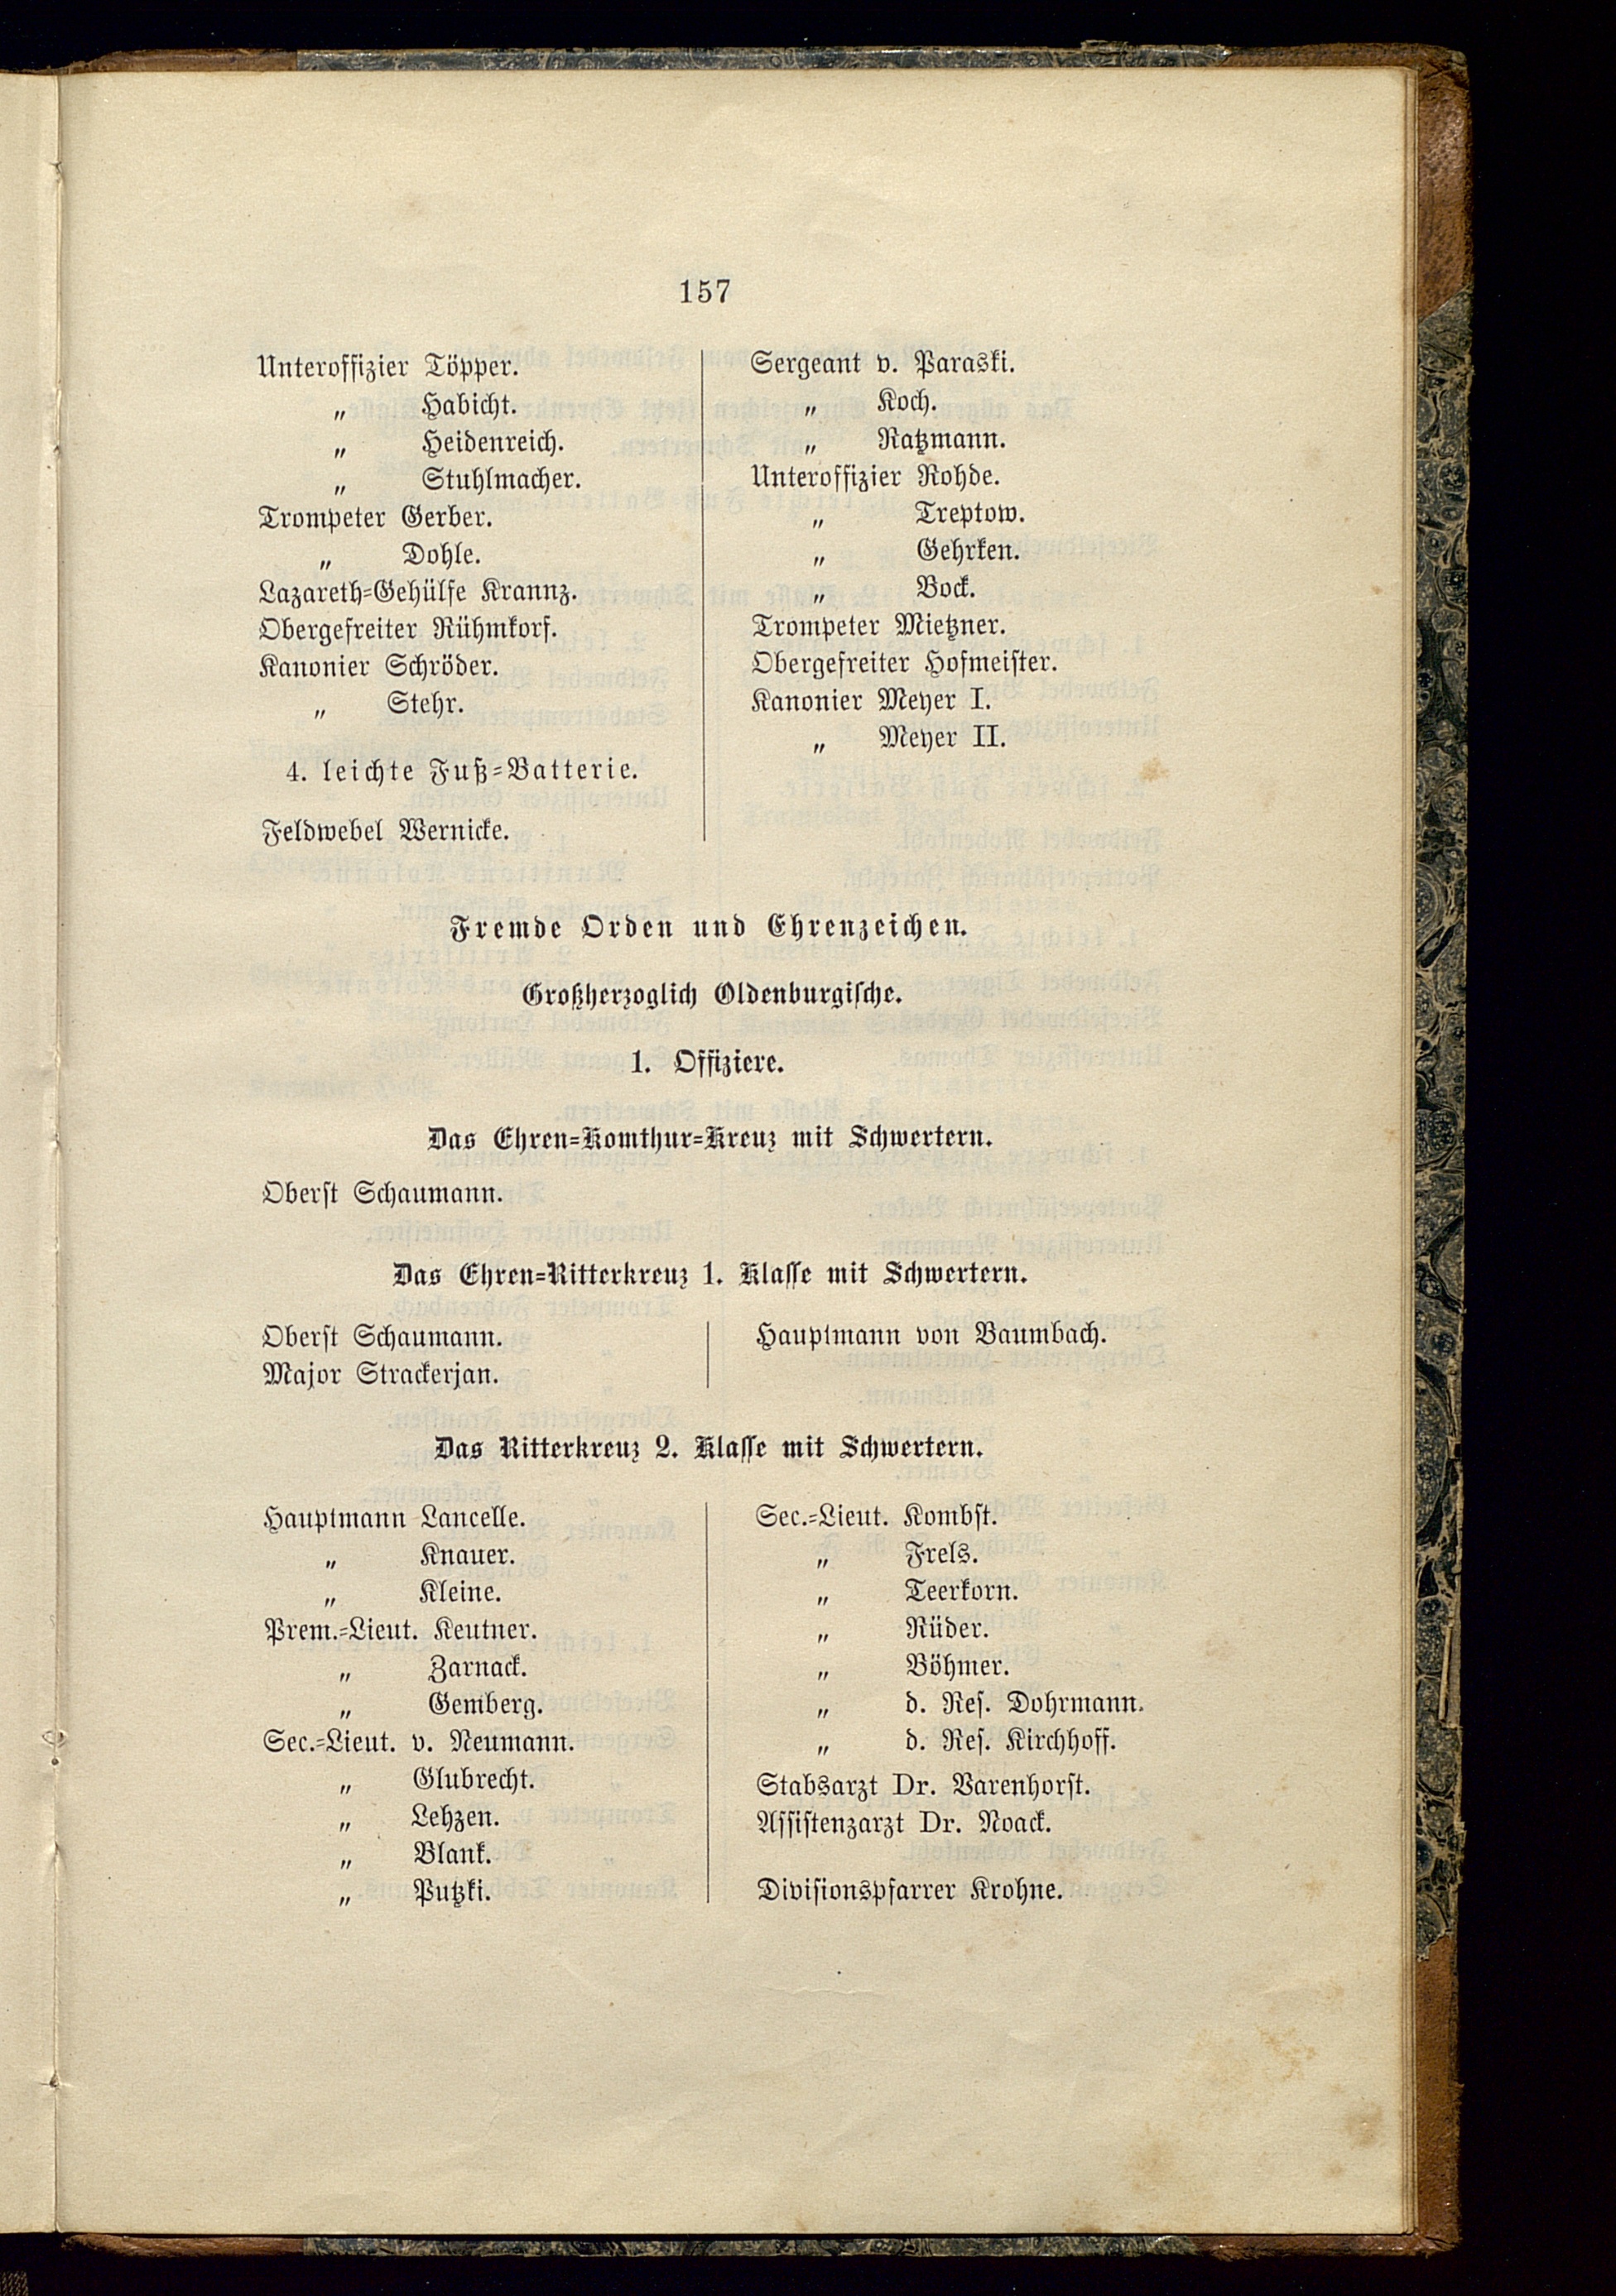 157
Unteroffizier Töpper.
„ Habicht.
„ Heidenreich.
„ Stuhlmacher.
Trompeter Gerber.
„ Dohle.
Lazareth=Gehülfe Krannz.
Obergefreiter Rühmkorf.
Kanonier Schröder.
„ Stehr.
4. leichte Fuß=Batterie.
Feldwebel Wernicke.
Sergeant v. Paraski.
„ Koch.
„ Ratzmann.
Unteroffizier Rohde.
„ Treptow.
„ Gehrken.
„ Bock.
Trompeter Mietzner.
Obergefreiter Hofmeister.
Kanonier Meyer I.
„ Meyer II.
Fremde Orden und Ehrenzeichen.
Großherzoglich Oldenburgische.
1. Offiziere.
Das Ehren=Komthur=Kreuz mit Schwertern.
Oberst Schaumann.
Das Ehren=Ritterkreuz 1. Klasse mit Schwertern.
Oberst Schaumann.
Major Strackerjan.
Hauptmann von Baumbach.
Das Ritterkreuz 2. Klasse mit Schwertern.
Hauptmann Lancelle.
„ Knauer.
„ Kleine.
Prem.=Lieut. Keutner.
„ Zarnack.
„ Gemberg.
Sec.=Lieut. v. Neumann.
„ Glubrecht.
„ Lehzen.
„ Blank.
„ Putzki.
Sec.=Lieut. Kombst.
„ Frels.
„ Teerkorn.
„ Rüder.
„ Böhmer.
„ d. Res. Dohrmann.
„ d. Res. Kirchhoff.
Stabsarzt Dr. Varenhorst.
Assistenzarzt Dr. Noack.
Divisionspfarrer Krohne.